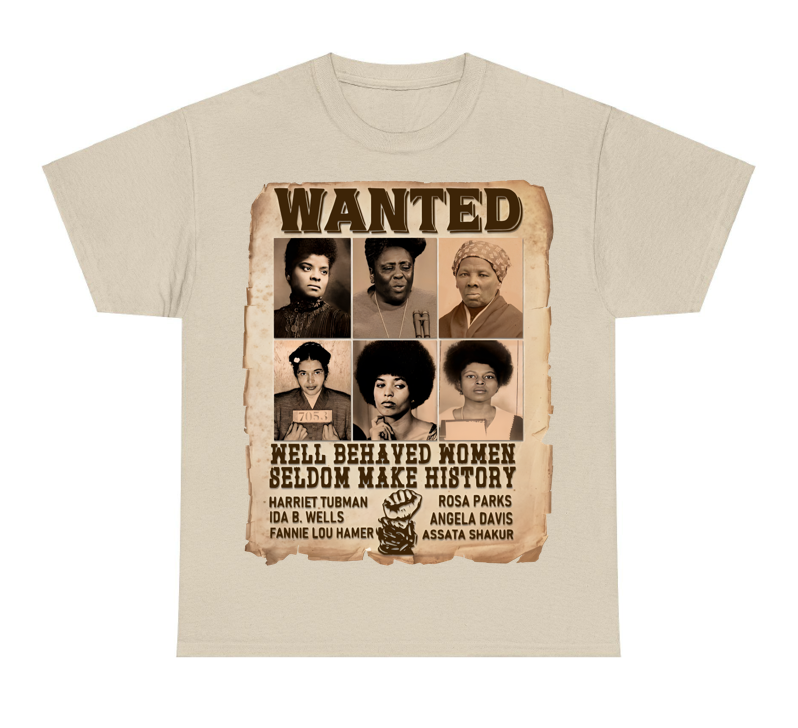 WANTED
7053
WELL BEHAVED WOMEN
SELDOM MAKE HISTORY
HARRIET TUBMAN
IDA B. WELLS
FANNIE LOU HAMER
ROSA PARKS
ANGELA DAVIS
ASSATA SHAKUR